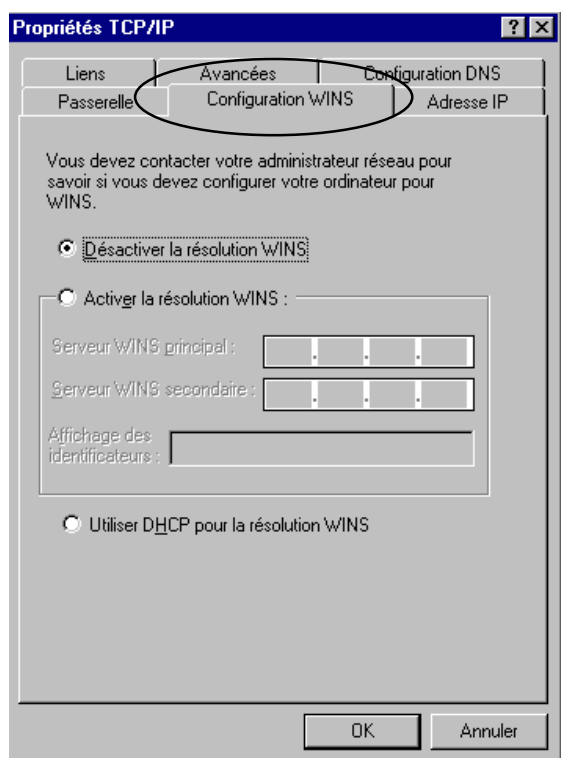 Propriétés TCP/IP
Liens Avancées Configuration DNS
Passerelle Configuration WINS Adresse IP
Vous devez contacter votre administrateur réseau pour
savoir si vous devez configurer votre ordinateur pour
WINS.
Désactiver la résolution WINS
Activer la résolution WINS :
Serveur WINS principal :
Serveur WINS secondaire :
Affichage des
identificateurs :
Utiliser DHCP pour la résolution WINS
OK Annuler